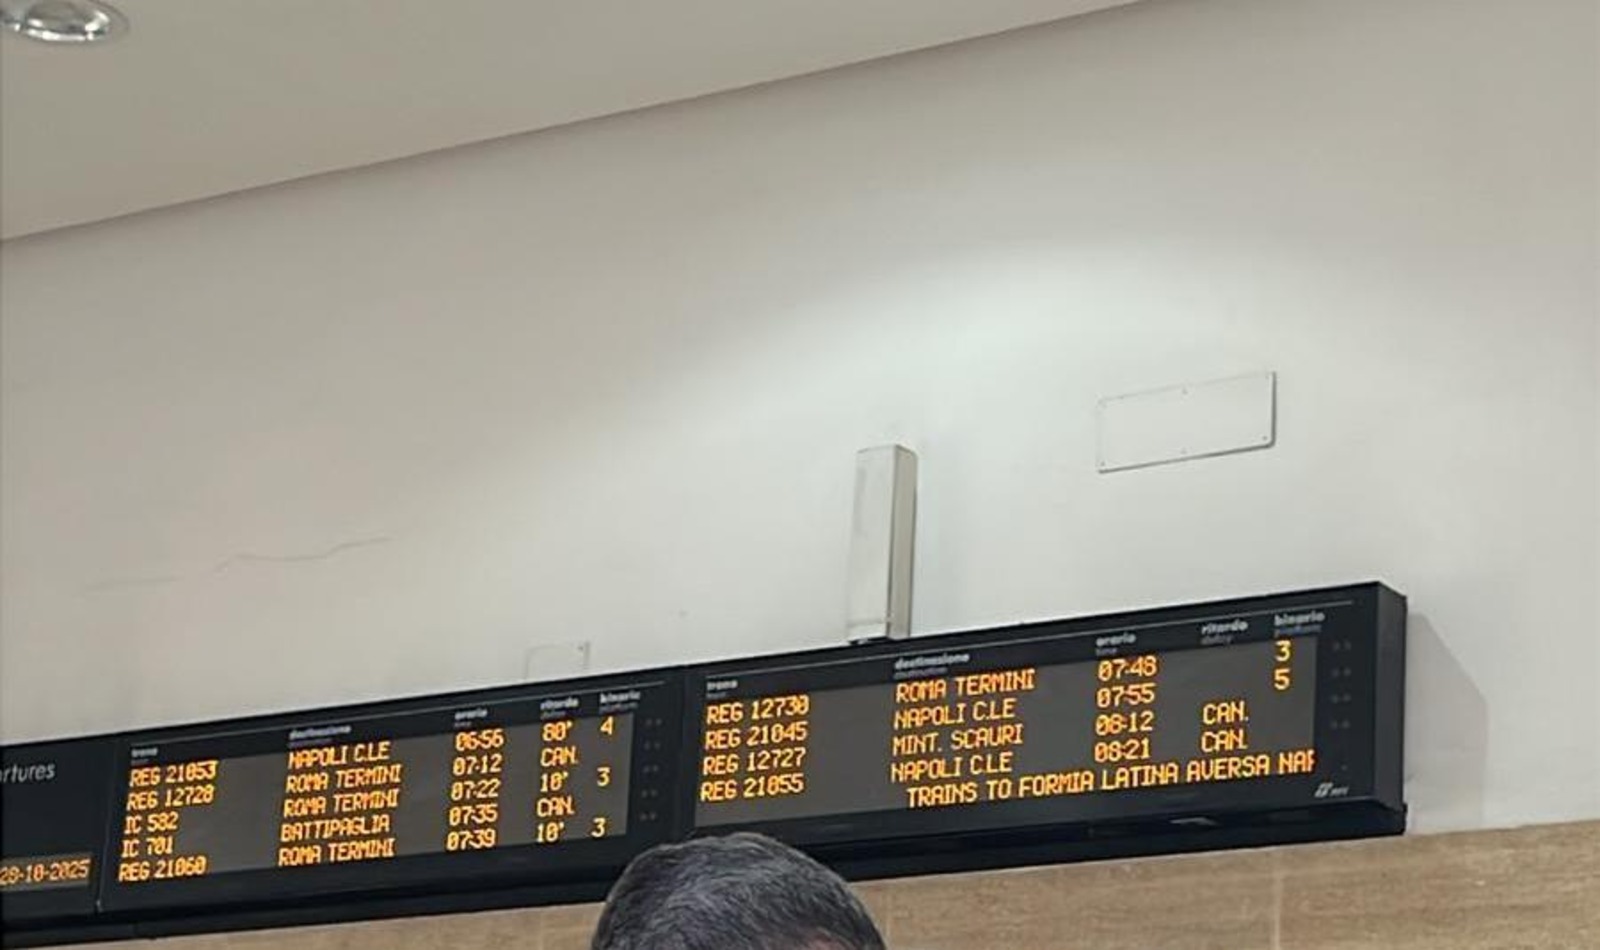 rtures
28-10-2025
treno destinazione orario ritardo binario
REG 21053 NAPOLI C.LE 06:56 80' 4
REG 12728 ROMA TERMINI 07:12 CAN.
IC 582 ROMA TERMINI 07:22 10' 3
IC 701 BATTIPAGLIA 07:35 CAN.
REG 21060 ROMA TERMINI 07:39 10' 3
treno destinazione orario ritardo binario
REG 12730 ROMA TERMINI 07:48 3
REG 21045 NAPOLI C.LE 07:55 5
REG 12727 MINT. SCAURI 08:12 CAN.
REG 21055 NAPOLI C.LE 08:21 CAN.
TRAINS TO FORMIA LATINA AVERSA NAP